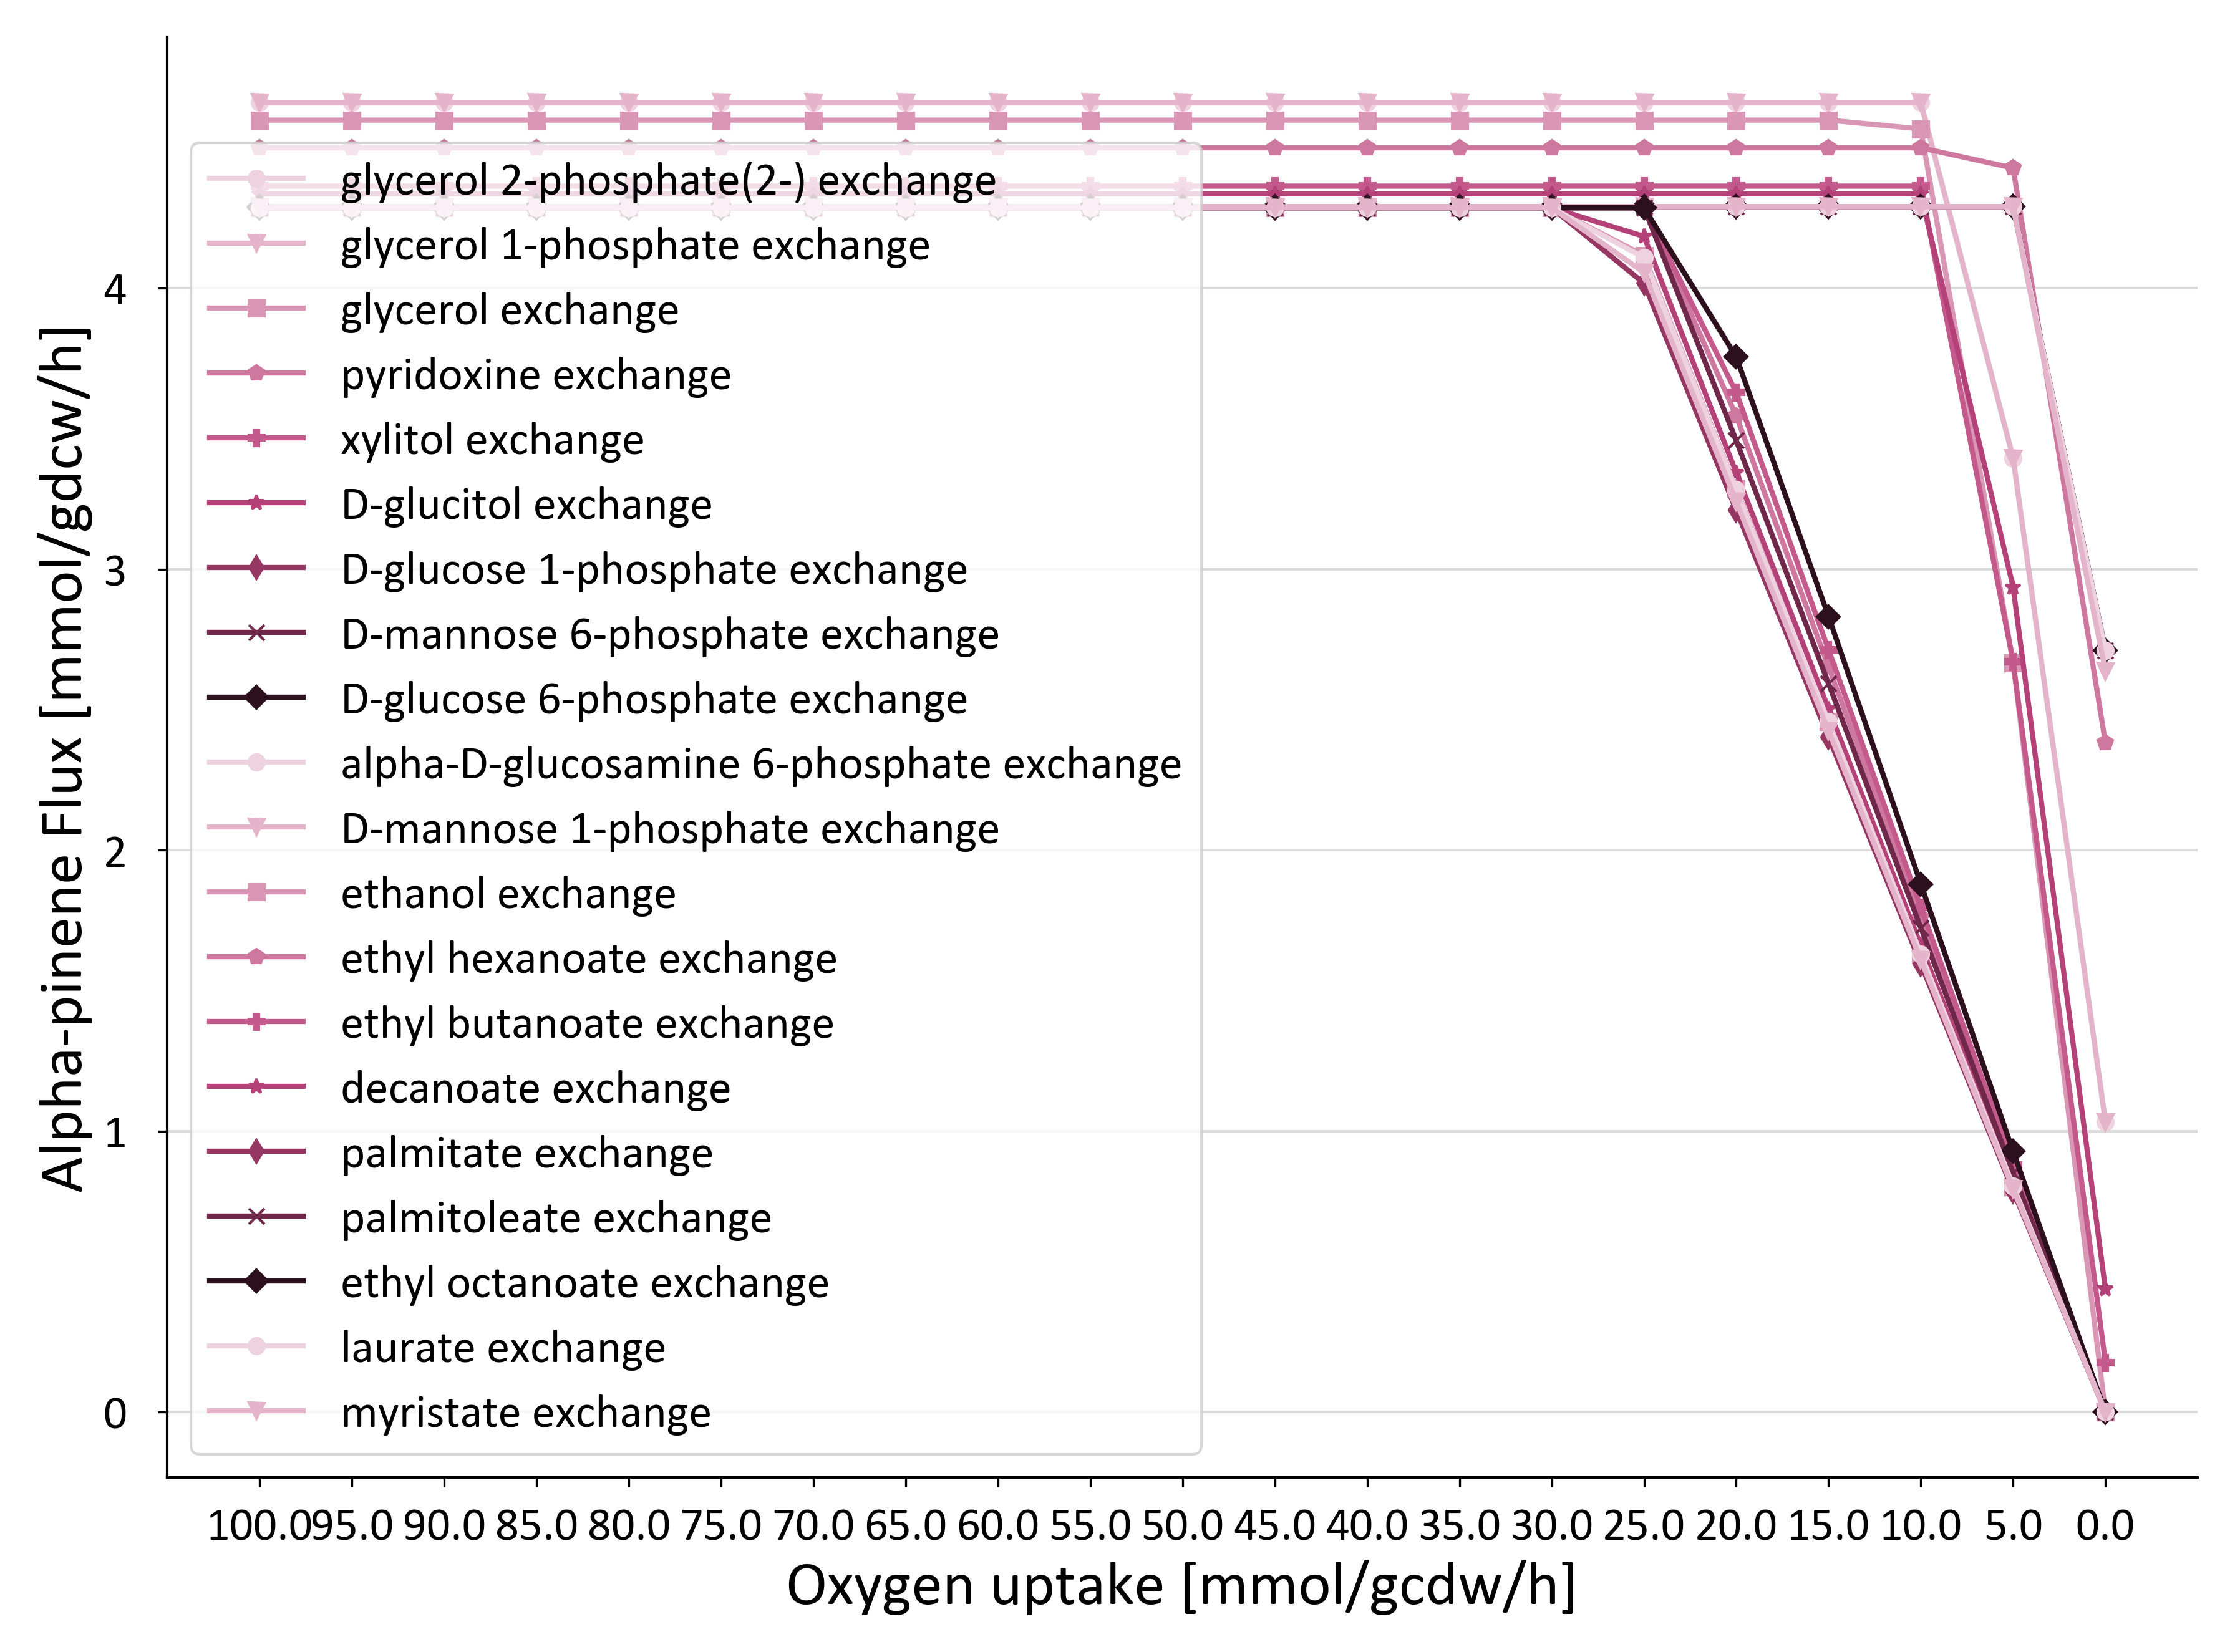 Alpha-pinene Flux [mmol/gdcw/h]
4
3
2
1
0
glycerol 2-phosphate(2-) exchange
glycerol 1-phosphate exchange
glycerol exchange
pyridoxine exchange
xylitol exchange
D-glucitol exchange
D-glucose 1-phosphate exchange
D-mannose 6-phosphate exchange
D-glucose 6-phosphate exchange
alpha-D-glucosamine 6-phosphate exchange
D-mannose 1-phosphate exchange
ethanol exchange
ethyl hexanoate exchange
ethyl butanoate exchange
decanoate exchange
palmitate exchange
palmitoleate exchange
ethyl octanoate exchange
laurate exchange
myristate exchange
100.0 95.0 90.0 85.0 80.0 75.0 70.0 65.0 60.0 55.0 50.0 45.0 40.0 35.0 30.0 25.0 20.0 15.0 10.0 5.0 0.0
Oxygen uptake [mmol/gcdw/h]